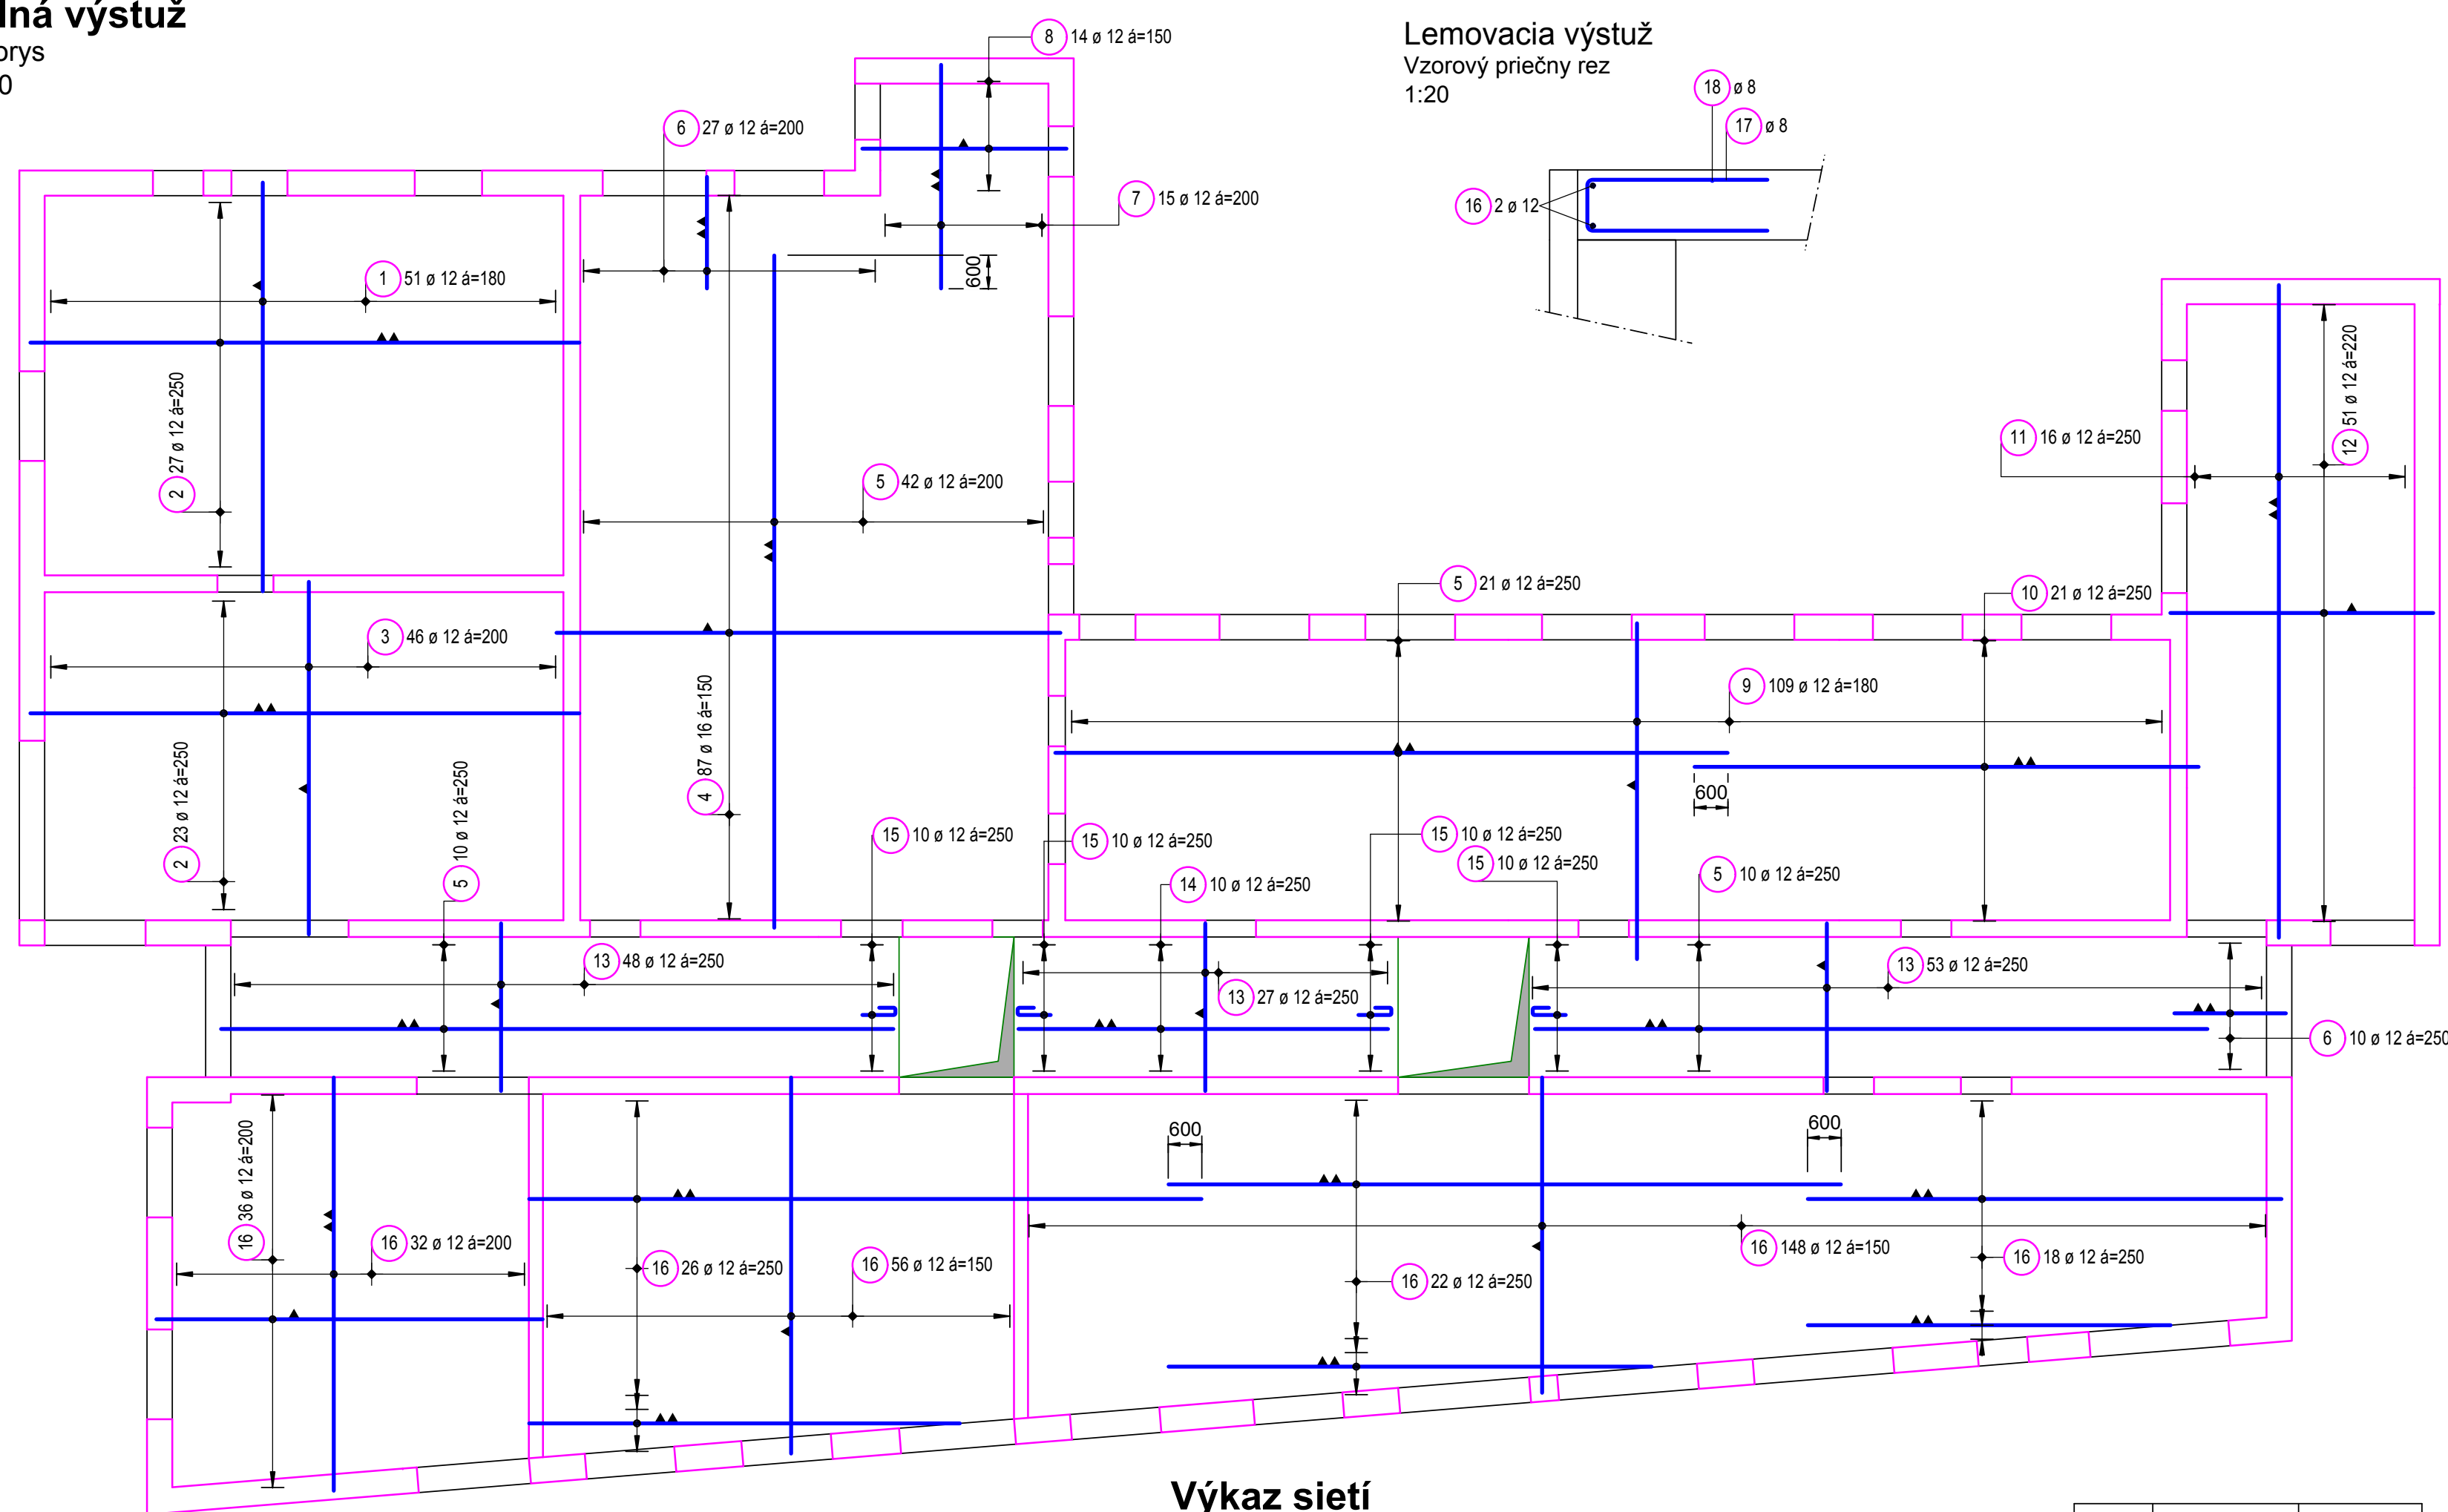 lná výstuž
orys
0
8 14 ø 12 á=150
Lemovacia výstuž
Vzorový priečny rez
1:20
18 ø 8
17 ø 8
16 2 ø 12
6 27 ø 12 á=200
7 15 ø 12 á=200
600
1 51 ø 12 á=180
2 27 ø 12 á=250
5 42 ø 12 á=200
11 16 ø 12 á=250
12 51 ø 12 á=220
5 21 ø 12 á=250
10 21 ø 12 á=250
3 46 ø 12 á=200
9 109 ø 12 á=180
4 87 ø 16 á=150
600
2 23 ø 12 á=250
5 10 ø 12 á=250
15 10 ø 12 á=250
15 10 ø 12 á=250
15 10 ø 12 á=250
15 10 ø 12 á=250
14 10 ø 12 á=250
5 10 ø 12 á=250
13 48 ø 12 á=250
13 27 ø 12 á=250
13 53 ø 12 á=250
6 10 ø 12 á=250
600
600
16 36 ø 12 á=200
16 32 ø 12 á=200
16 26 ø 12 á=250
16 56 ø 12 á=150
16 22 ø 12 á=250
16 148 ø 12 á=150
16 18 ø 12 á=250
Výkaz sietí